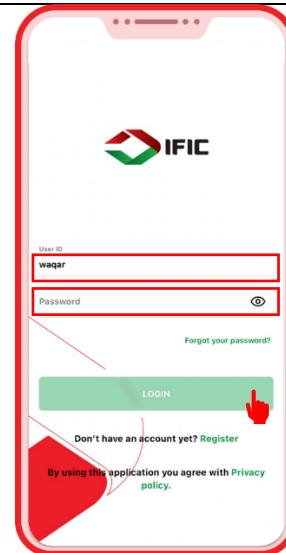 IFIC
User ID
waqar
Password
Forgot your password?
LOGIN
Don't have an account yet? Register
By using this application you agree with Privacy
policy.